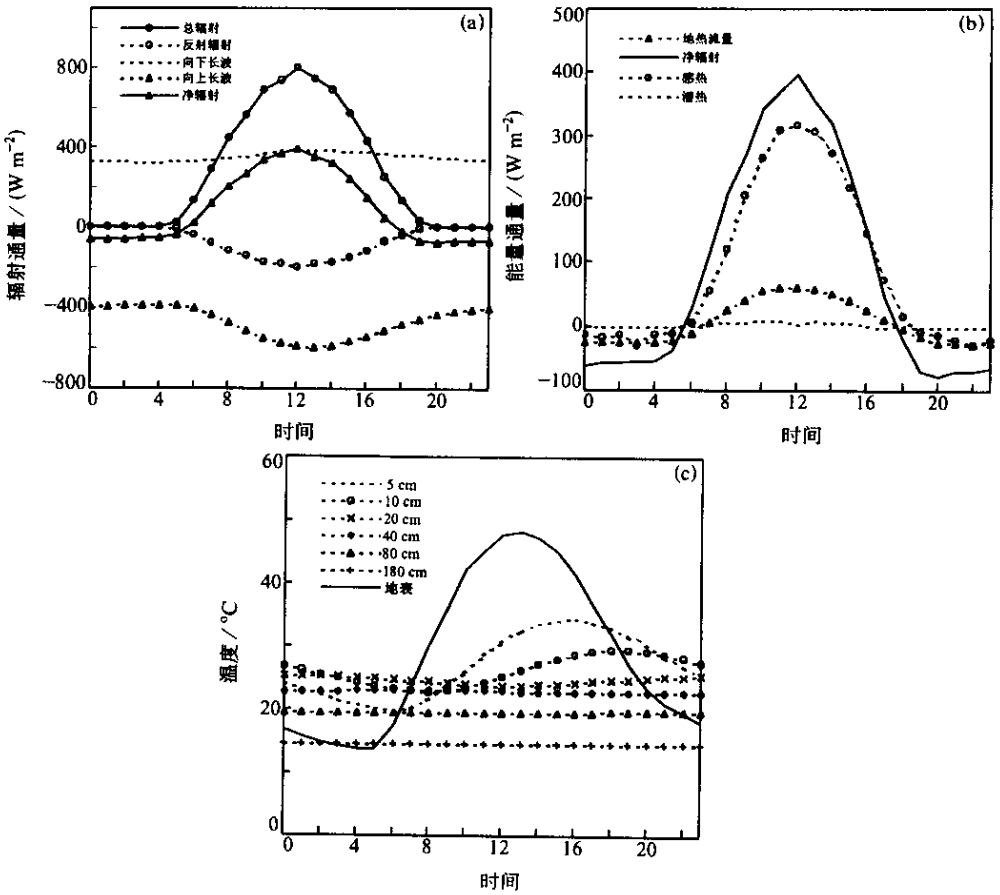 (a)
总辐射
反射辐射
向下长波
向上长波
净辐射
800
400
0
-400
-800
辐射通量 / (W m⁻²)
0 4 8 12 16 20
时间
(b)
地热流量
净辐射
感热
潜热
500
400
300
200
100
0
-100
能量通量 / (W m⁻²)
0 4 8 12 16 20
时间
(c)
5 cm
10 cm
20 cm
40 cm
80 cm
180 cm
地表
60
40
20
0
温度 / °C
0 4 8 12 16 20
时间